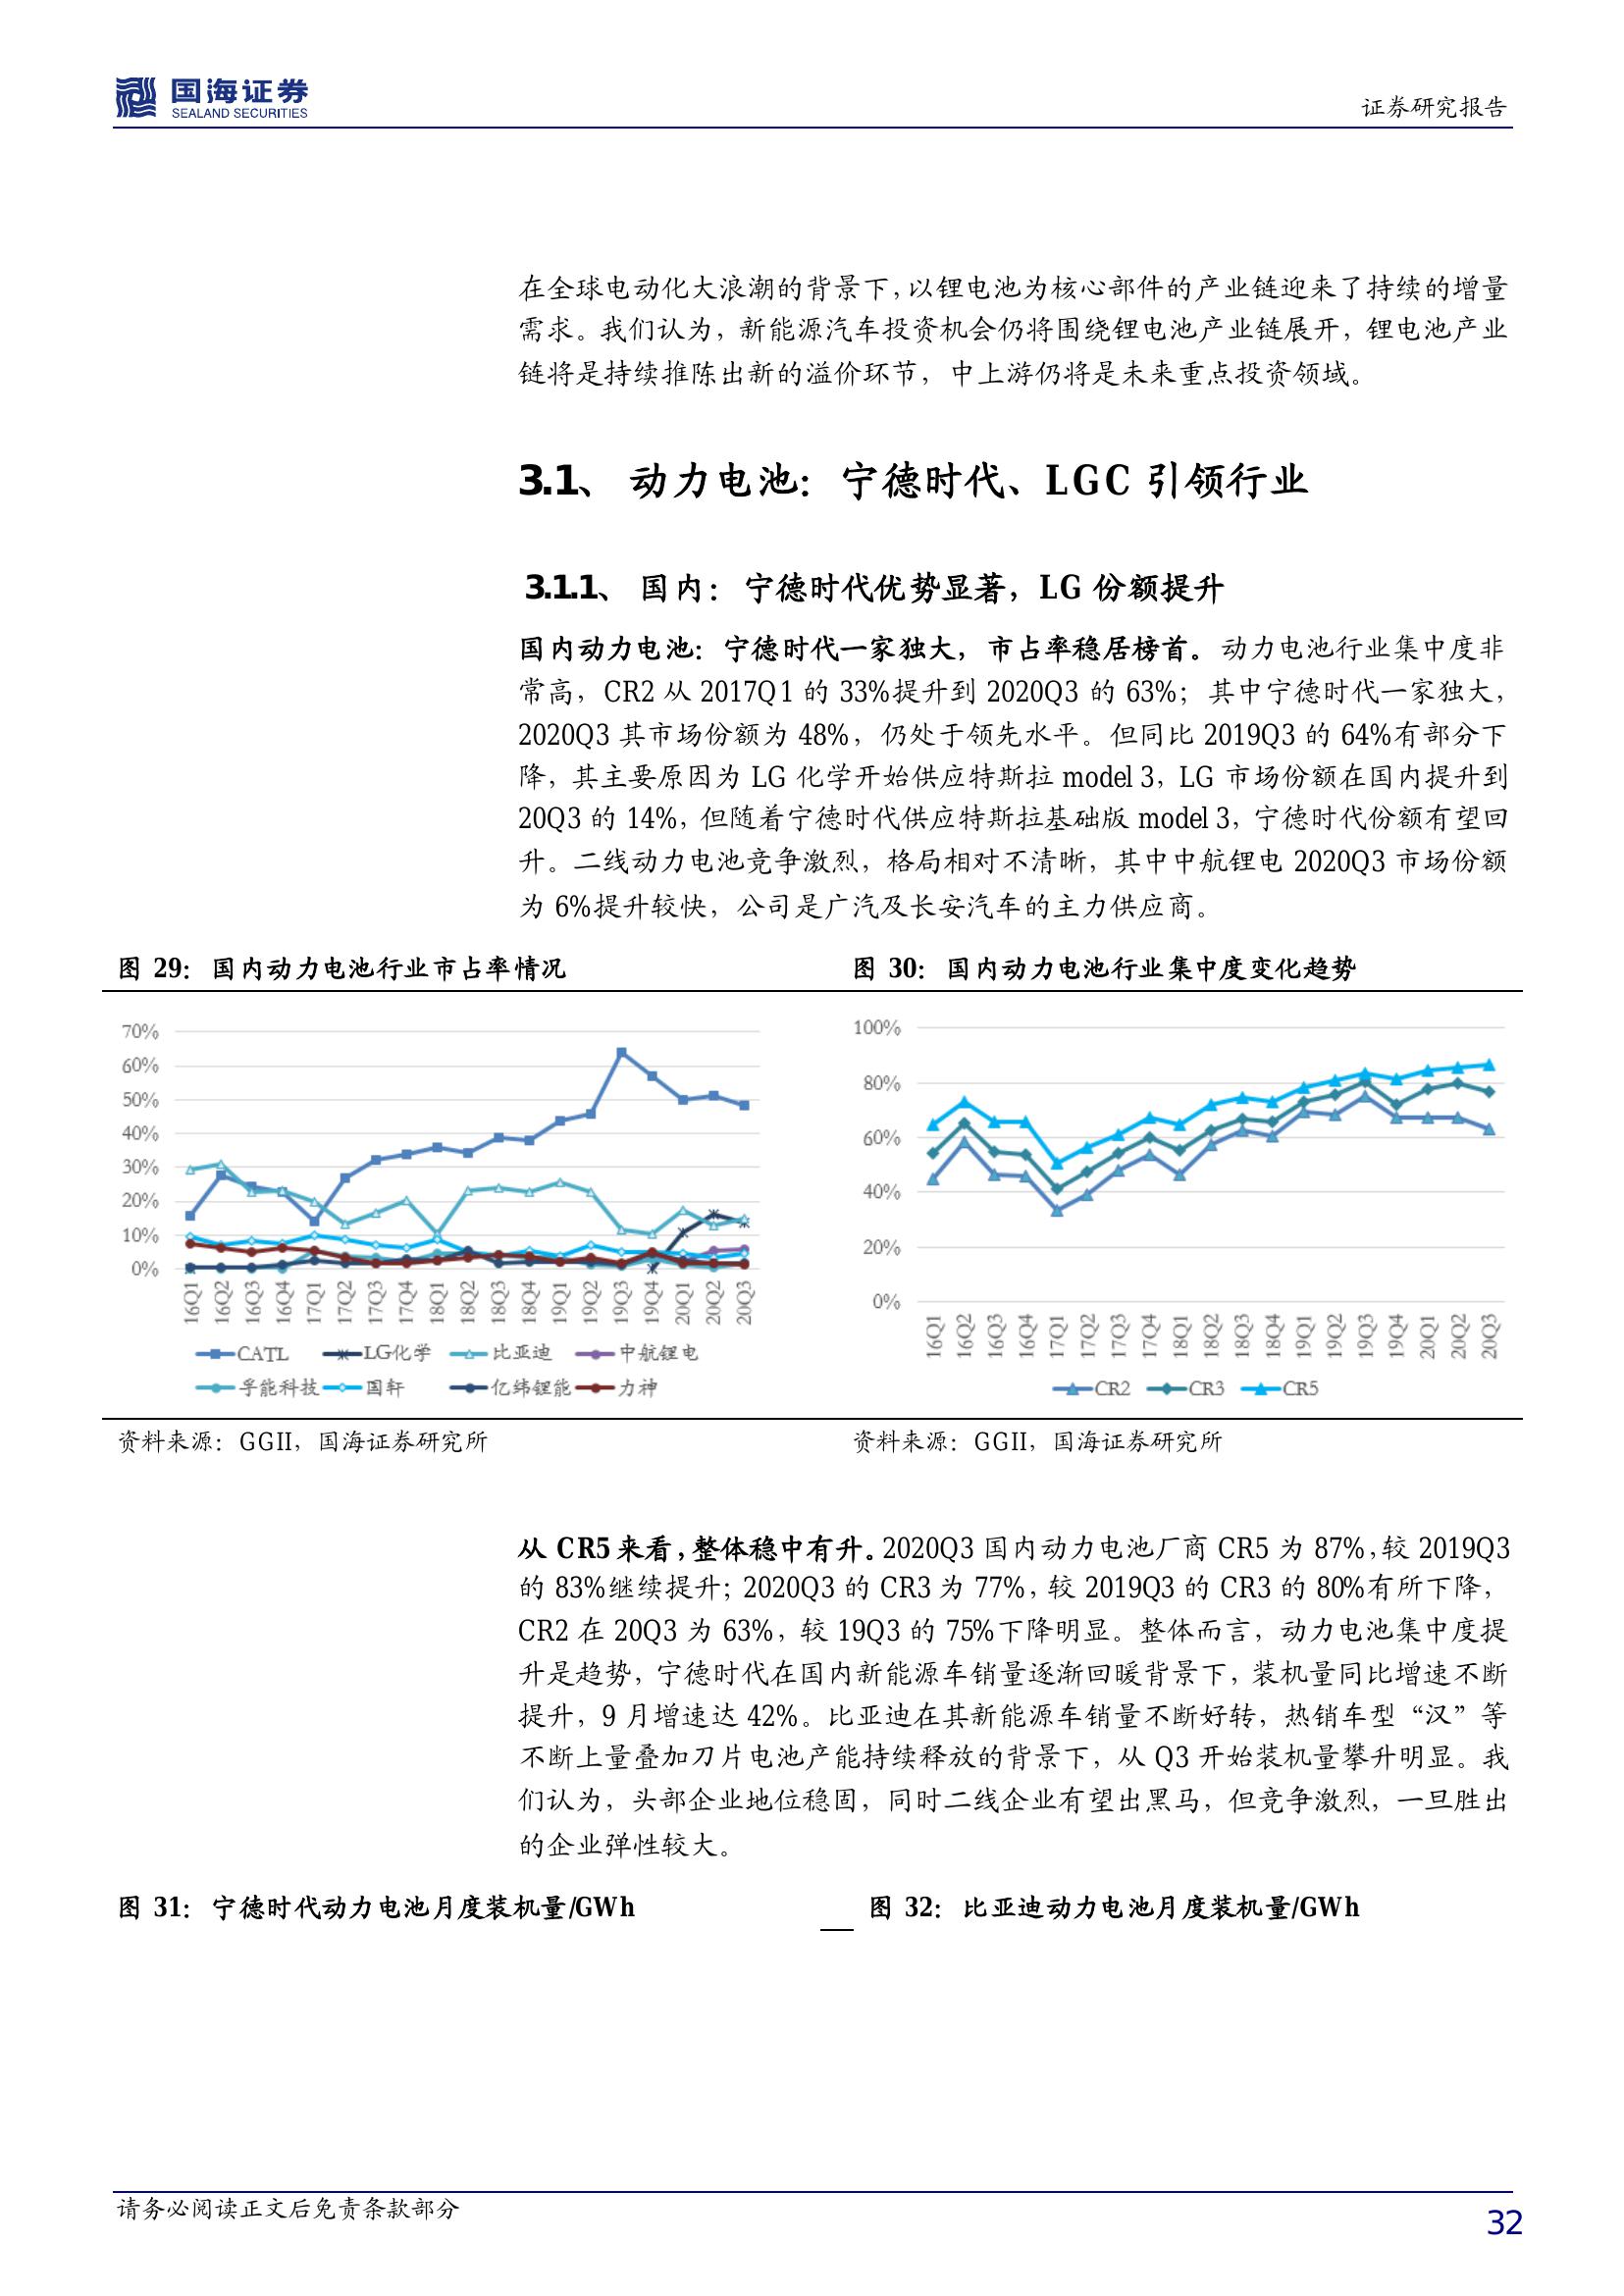 国海证券
SEALAND SECURITIES
证券研究报告
在全球电动化大浪潮的背景下，以锂电池为核心部件的产业链迎来了持续的增量
需求。我们认为，新能源汽车投资机会仍将围绕锂电池产业链展开，锂电池产业
链将是持续推陈出新的溢价环节，中上游仍将是未来重点投资领域。
3.1、 动力电池：宁德时代、LGC 引领行业
3.1.1、 国内：宁德时代优势显著，LG 份额提升
国内动力电池：宁德时代一家独大，市占率稳居榜首。动力电池行业集中度非
常高，CR2 从 2017Q1 的 33%提升到 2020Q3 的 63%；其中宁德时代一家独大，
2020Q3 其市场份额为 48%，仍处于领先水平。但同比 2019Q3 的 64%有部分下
降，其主要原因为 LG 化学开始供应特斯拉 model 3，LG 市场份额在国内提升到
20Q3 的 14%，但随着宁德时代供应特斯拉基础版 model 3，宁德时代份额有望回
升。二线动力电池竞争激烈，格局相对不清晰，其中中航锂电 2020Q3 市场份额
为 6%提升较快，公司是广汽及长安汽车的主力供应商。
图 29：国内动力电池行业市占率情况
70%
60%
50%
40%
30%
20%
10%
0%
16Q1 16Q2 16Q3 16Q4 17Q1 17Q2 17Q3 17Q4 18Q1 18Q2 18Q3 18Q4 19Q1 19Q2 19Q3 19Q4 20Q1 20Q2 20Q3
CATL LG化学 比亚迪 中航锂电
孚能科技 国轩 亿纬锂能 力神
资料来源：GGII，国海证券研究所
图 30：国内动力电池行业集中度变化趋势
100%
80%
60%
40%
20%
0%
16Q1 16Q2 16Q3 16Q4 17Q1 17Q2 17Q3 17Q4 18Q1 18Q2 18Q3 18Q4 19Q1 19Q2 19Q3 19Q4 20Q1 20Q2 20Q3
CR2 CR3 CR5
资料来源：GGII，国海证券研究所
从 CR5 来看，整体稳中有升。2020Q3 国内动力电池厂商 CR5 为 87%，较 2019Q3
的 83%继续提升；2020Q3 的 CR3 为 77%，较 2019Q3 的 CR3 的 80%有所下降，
CR2 在 20Q3 为 63%，较 19Q3 的 75%下降明显。整体而言，动力电池集中度提
升是趋势，宁德时代在国内新能源车销量逐渐回暖背景下，装机量同比增速不断
提升，9 月增速达 42%。比亚迪在其新能源车销量不断好转，热销车型“汉”等
不断上量叠加刀片电池产能持续释放的背景下，从 Q3 开始装机量攀升明显。我
们认为，头部企业地位稳固，同时二线企业有望出黑马，但竞争激烈，一旦胜出
的企业弹性较大。
图 31：宁德时代动力电池月度装机量/GWh
图 32：比亚迪动力电池月度装机量/GWh
请务必阅读正文后免责条款部分
32